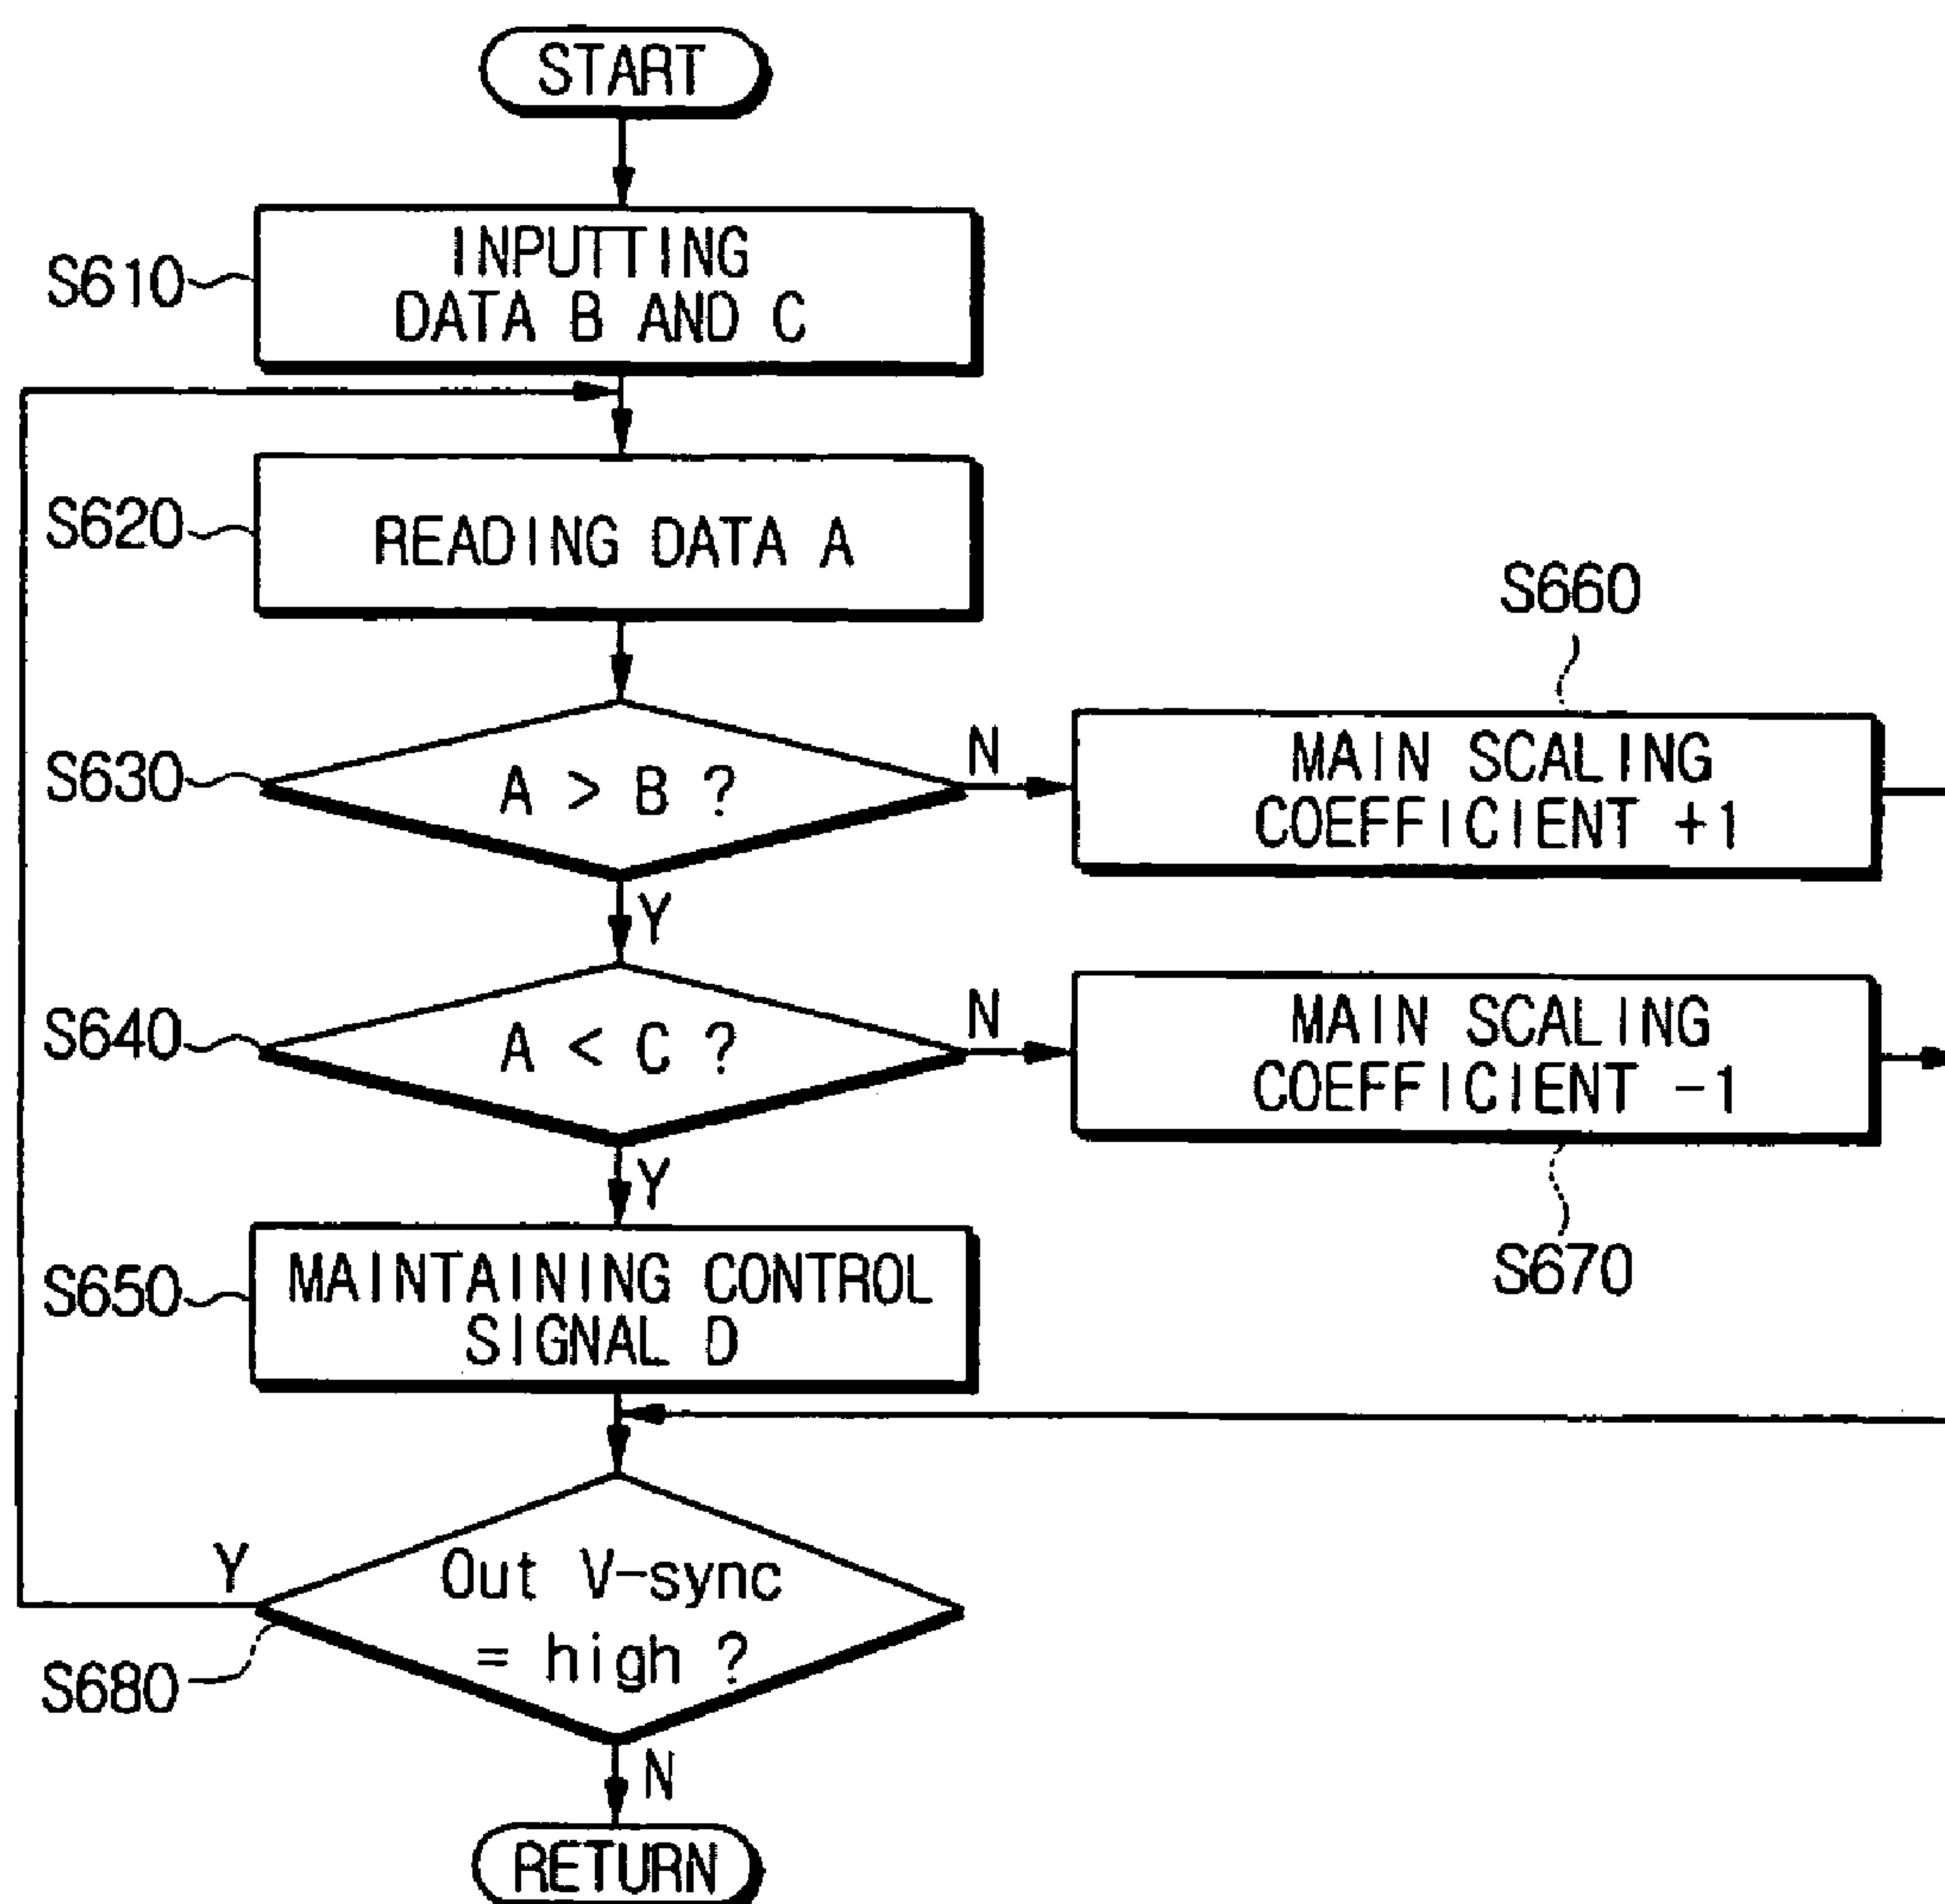 START
S610
INPUTTING
DATA B AND C
S620
READING DATA A
S630
A > B ?
N
S660
MAIN SCALING
COEFFICIENT +1
Y
S640
A < C ?
N
MAIN SCALING
COEFFICIENT -1
S670
Y
S650
MAINTAINING CONTROL
SIGNAL D
Y
Out V-sync
= high ?
S680
N
RETURN